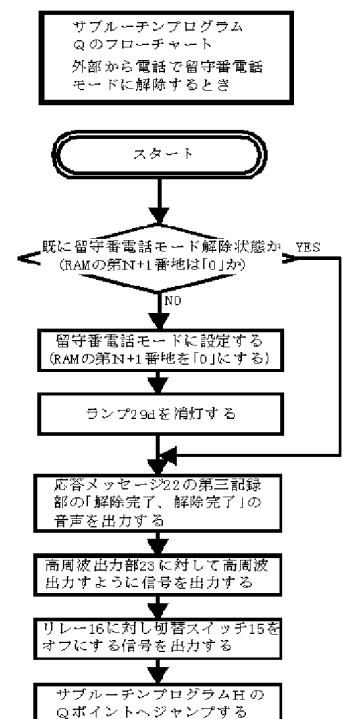 サブルーチンプログラム
Qのフローチャート
外部から電話で留守番電話
モードに解除するとき
スタート
既に留守番電話モード解除状態か
(RAMの第N+1番地は「0」か)
YES
NO
留守番電話モードに設定する
(RAMの第N+1番地を「0」にする)
ランプ29dを消灯する
応答メッセージ22の第三記録
部の「解除完了、解除完了」の
音声を出力する
高周波出力部23に対して高周波
出力すように信号を出力する
リレー16に対し切替スイッチ15を
オフにする信号を出力する
サブルーチンプログラムHの
Qポイントへジャンプする